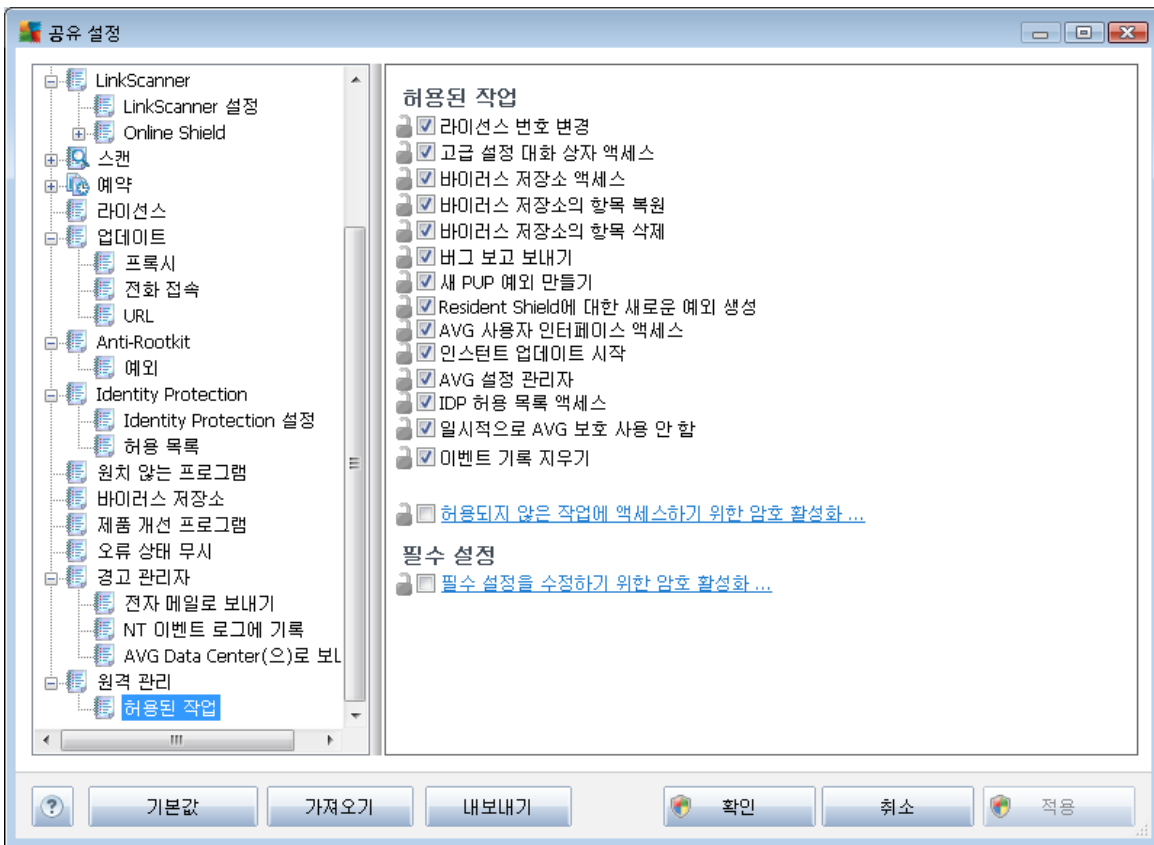 공유 설정
LinkScanner
LinkScanner 설정
Online Shield
스캔
예약
라이선스
업데이트
프록시
전화 접속
URL
Anti-Rootkit
예외
Identity Protection
Identity Protection 설정
허용 목록
원치 않는 프로그램
바이러스 저장소
제품 개선 프로그램
오류 상태 무시
경고 관리자
전자 메일로 보내기
NT 이벤트 로그에 기록
AVG Data Center(으)로 보내
원격 관리
허용된 작업
허용된 작업
라이선스 번호 변경
고급 설정 대화 상자 액세스
바이러스 저장소 액세스
바이러스 저장소의 항목 복원
바이러스 저장소의 항목 삭제
버그 보고 보내기
새 PUP 예외 만들기
Resident Shield에 대한 새로운 예외 생성
AVG 사용자 인터페이스 액세스
인스턴트 업데이트 시작
AVG 설정 관리자
IDP 허용 목록 액세스
일시적으로 AVG 보호 사용 안 함
이벤트 기록 지우기
허용되지 않은 작업에 액세스하기 위한 암호 활성화 ...
필수 설정
필수 설정을 수정하기 위한 암호 활성화 ...
기본값
가져오기
내보내기
확인
취소
적용